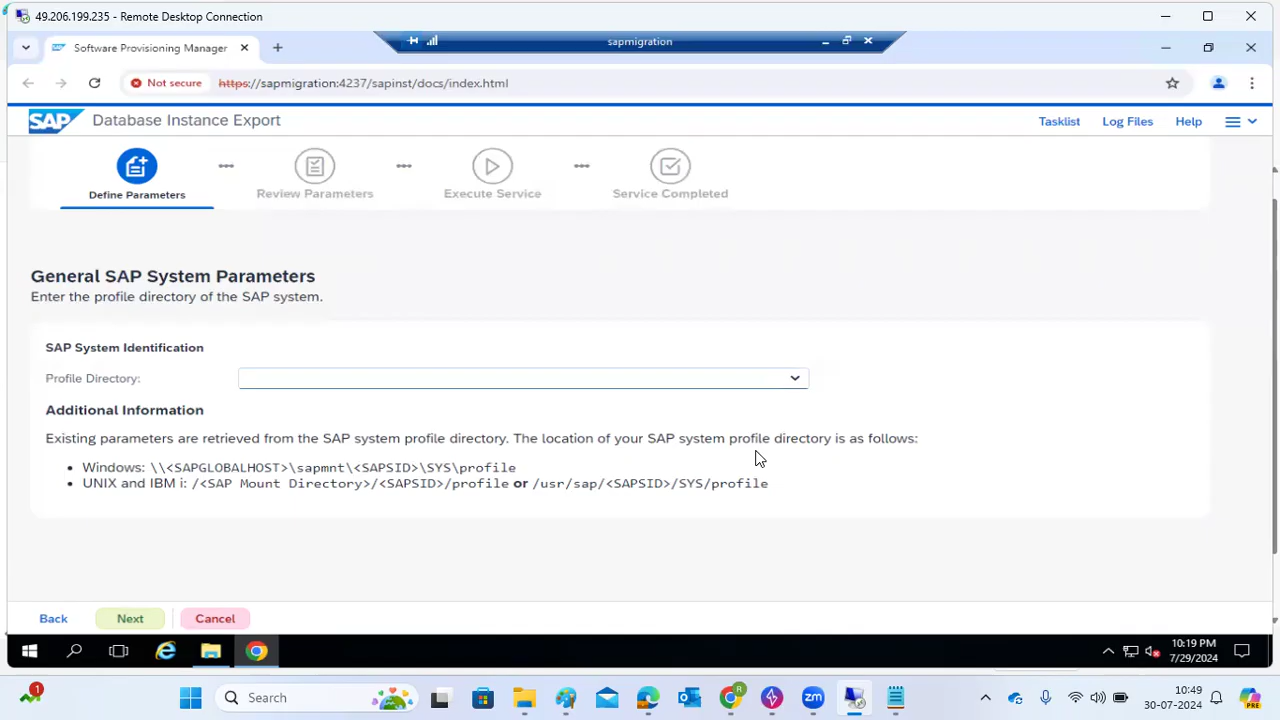 49.206.199.235 - Remote Desktop Connection
Software Provisioning Manager
sapmigration
Not secure
https://sapmigration:4237/sapinst/docs/index.html
SAP
Database Instance Export
Tasklist
Log Files
Help
Define Parameters
Review Parameters
Execute Service
Service Completed
General SAP System Parameters
Enter the profile directory of the SAP system.
SAP System Identification
Profile Directory:
Additional Information
Existing parameters are retrieved from the SAP system profile directory. The location of your SAP system profile directory is as follows:
• Windows: \\<SAPGLOBALHOST>\sapmnt\<SAPSID>\SYS\profile
• UNIX and IBM i: /<SAP Mount Directory>/<SAPSID>/profile or /usr/sap/<SAPSID>/SYS/profile
Back
Next
Cancel
10:19 PM
7/29/2024
1
Search
10:49
30-07-2024